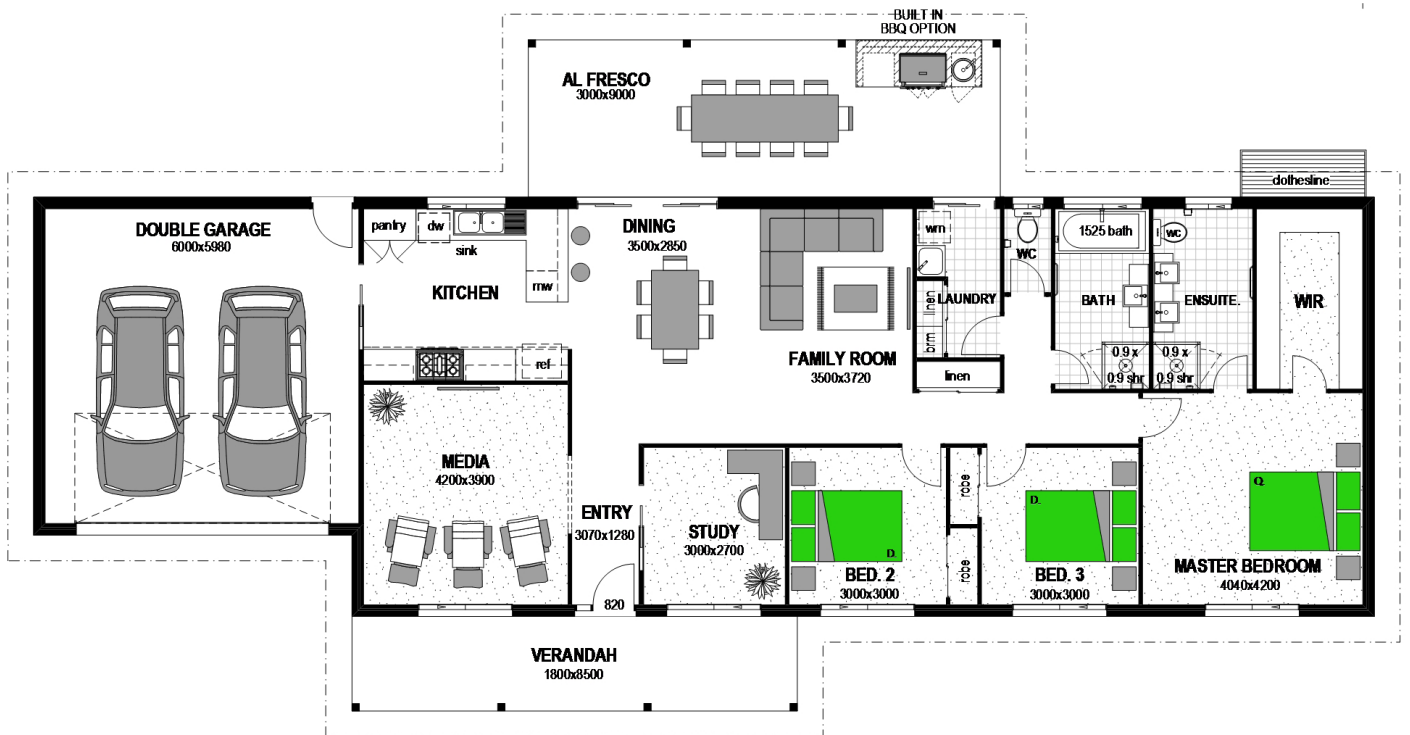 BUILT IN
BBQ OPTION
AL FRESCO
3000x9000
clothesline
DOUBLE GARAGE
6000x5980
pantry
dw
sink
KITCHEN
mw
ref
DINING
3500x2850
FAMILY ROOM
3500x3720
wm
LAUNDRY
linen
brm
linen
WC
1525 bath
BATH
0.9 x
0.9 shr
wc
ENSUITE.
0.9 x
0.9 shr
WIR
MEDIA
4200x3900
ENTRY
3070x1280
820
STUDY
3000x2700
D.
BED. 2
3000x3000
robe
robe
D.
BED. 3
3000x3000
Q.
MASTER BEDROOM
4040x4200
VERANDAH
1800x8500